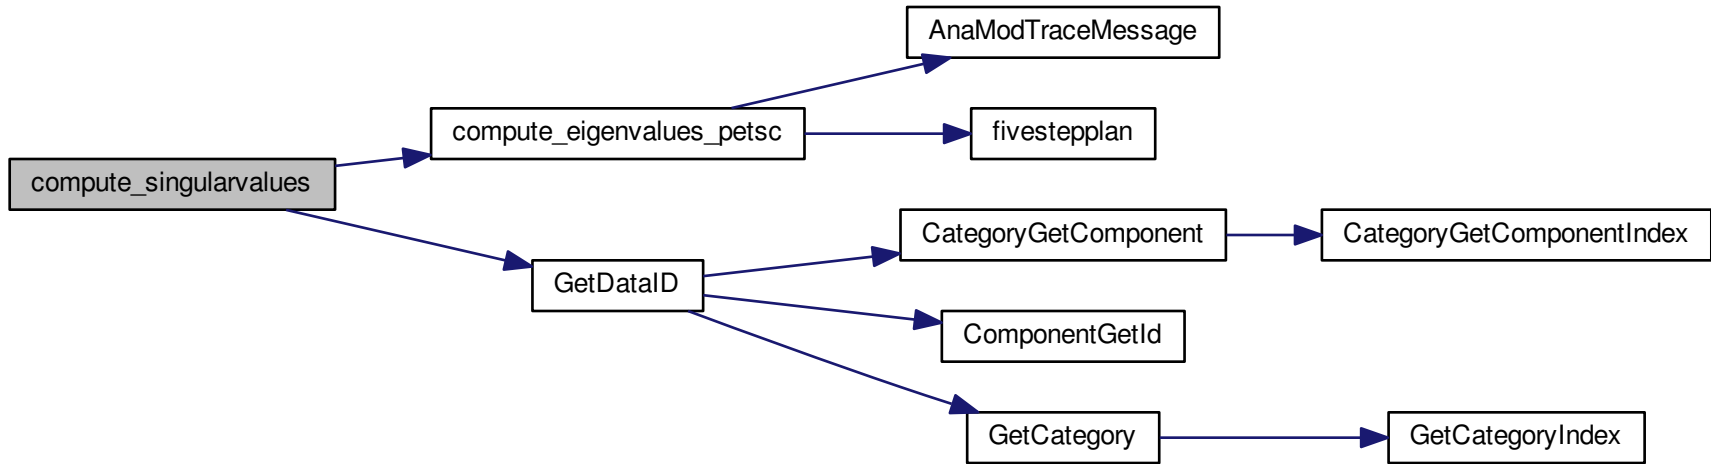 AnaModTraceMessage
compute_eigenvalues_petsc
fivestepplan
compute_singularvalues
CategoryGetComponent
CategoryGetComponentIndex
GetDataID
ComponentGetId
GetCategory
GetCategoryIndex